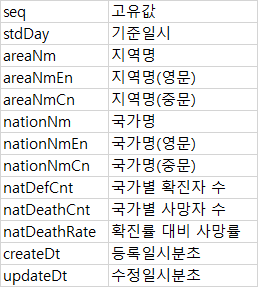 seq 고유값
stdDay 기준일시
areaNm 지역명
areaNmEn 지역명(영문)
areaNmCn 지역명(중문)
nationNm 국가명
nationNmEn 국가명(영문)
nationNmCn 국가명(중문)
natDefCnt 국가별 확진자 수
natDeathCnt 국가별 사망자 수
natDeathRate 확진률 대비 사망률
createDt 등록일시분초
updateDt 수정일시분초